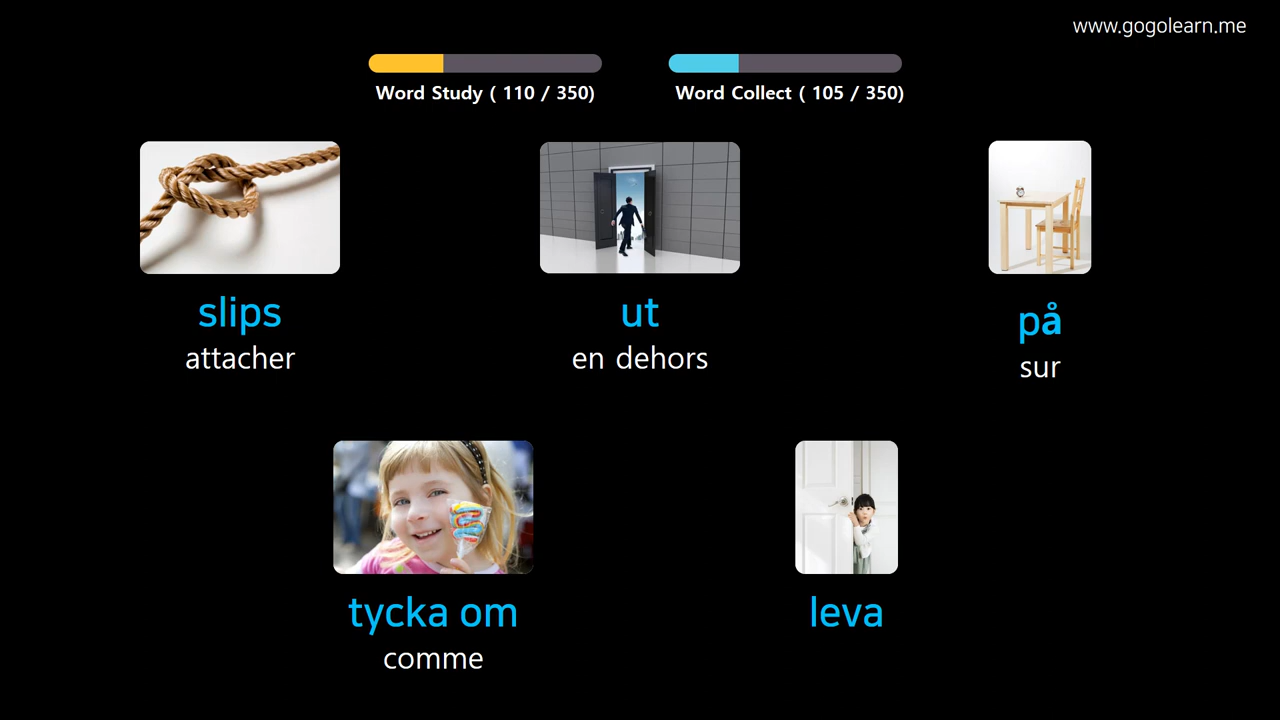 www.gogolearn.me
Word Study ( 110 / 350)
Word Collect ( 105 / 350)
slips
attacher
ut
en dehors
på
sur
tycka om
comme
leva